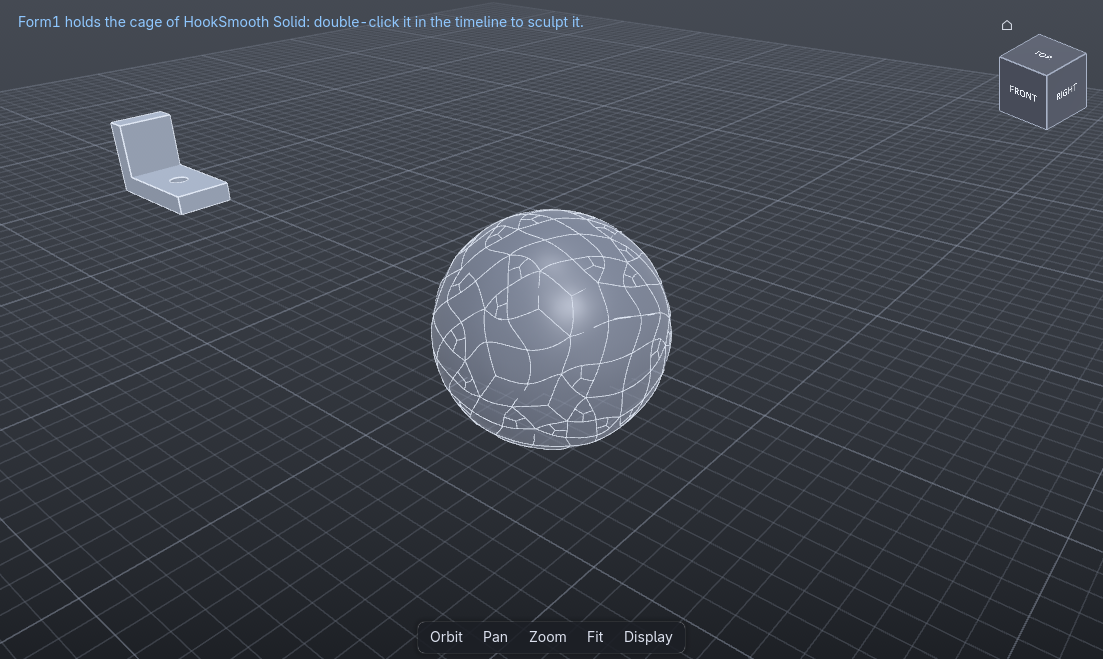 Form1 holds the cage of HookSmooth Solid: double-click it in the timeline to sculpt it.
TOP
FRONT
RIGHT
Orbit Pan Zoom Fit Display